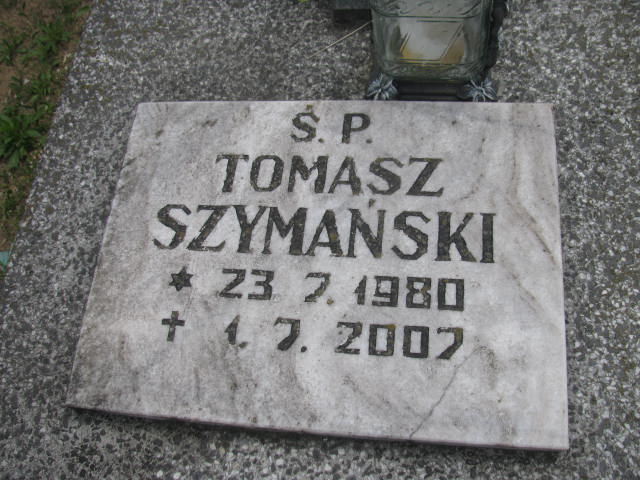 Ś. P.
TOMASZ
SZYMAŃSKI
* 23. 7. 1980
✝ 1. 7. 2007